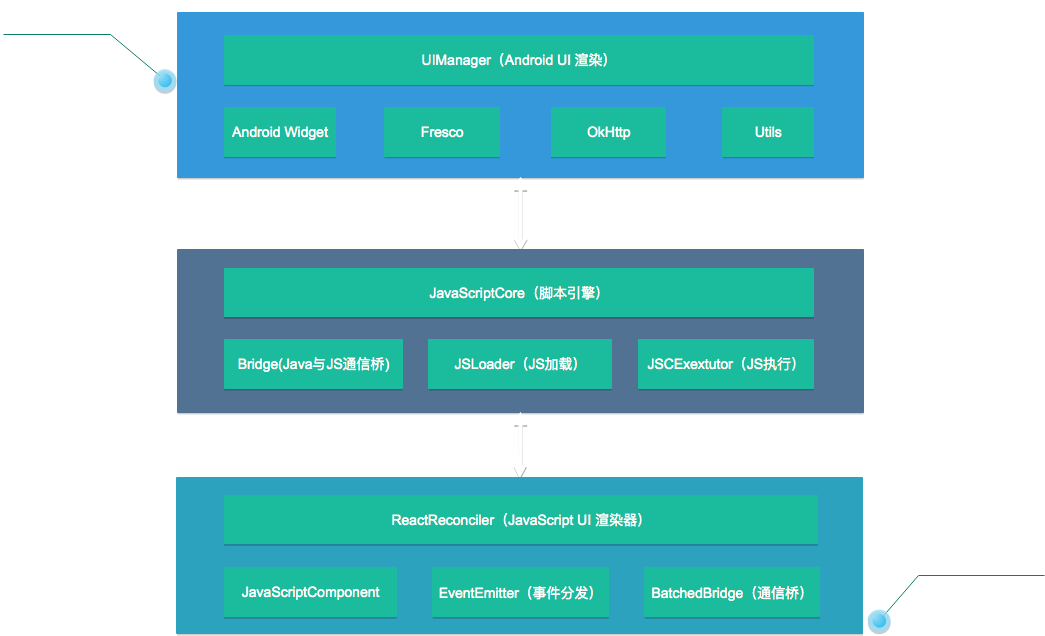 UIManager（Android UI 渲染）
Android Widget
Fresco
OkHttp
Utils
JavaScriptCore（脚本引擎）
Bridge(Java与JS通信桥)
JSLoader（JS加载）
JSCExextutor（JS执行）
ReactReconciler（JavaScript UI 渲染器）
JavaScriptComponent
EventEmitter（事件分发）
BatchedBridge（通信桥）